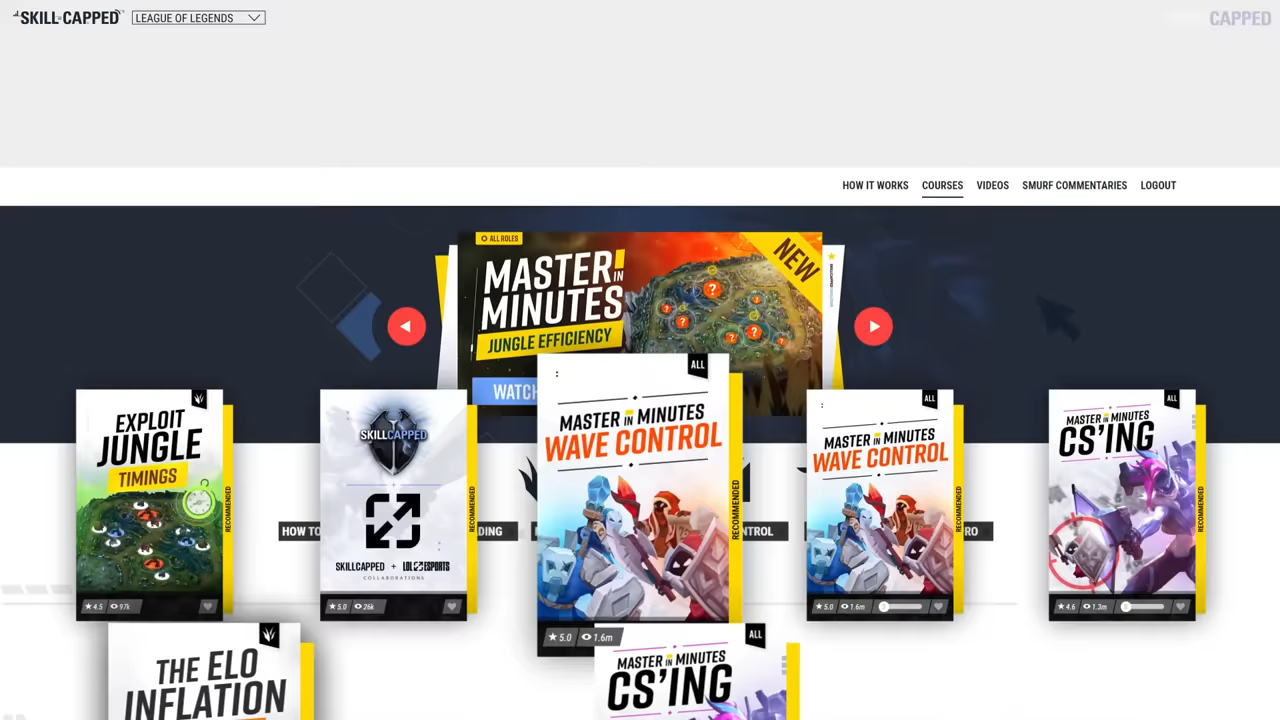 SKILL-CAPPED
LEAGUE OF LEGENDS
CAPPED
HOW IT WORKS
COURSES
VIDEOS
SMURF COMMENTARIES
LOGOUT
ALL ROLES
MASTER IN
MINUTES
JUNGLE EFFICIENCY
NEW
WATCH
EXPLOIT
JUNGLE
TIMINGS
RECOMMENDED
4.5 97k
SKILLCAPPED
SKILLCAPPED + LOL ESPORTS
COLLABORATIONS
RECOMMENDED
5.0 26k
HOW TO
DING
ALL
MASTER IN MINUTES
WAVE CONTROL
RECOMMENDED
5.0 1.6m
TROL
ALL
MASTER IN MINUTES
WAVE CONTROL
RECOMMENDED
5.0 1.6m
RO
ALL
MASTER IN MINUTES
CS'ING
RECOMMENDED
4.6 1.3m
THE ELO
INFLATION
ALL
MASTER IN MINUTES
CS'ING